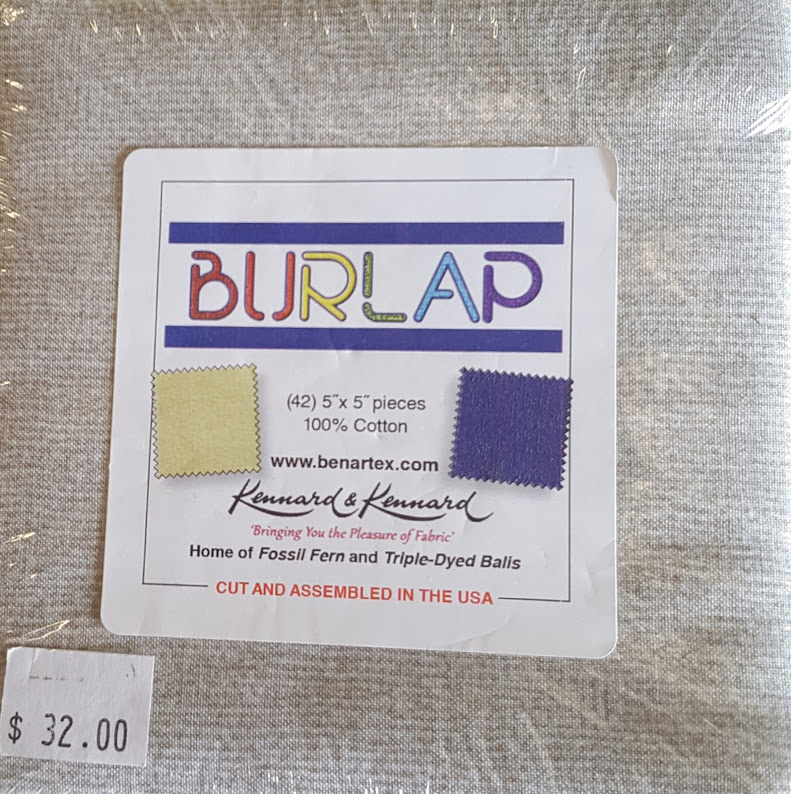 BURLAP
(42) 5"x 5" pieces
100% Cotton
www.benartex.com
Kennard & Kennard
'Bringing You the Pleasure of Fabric'
Home of Fossil Fern and Triple-Dyed Balis
CUT AND ASSEMBLED IN THE USA
$ 32.00